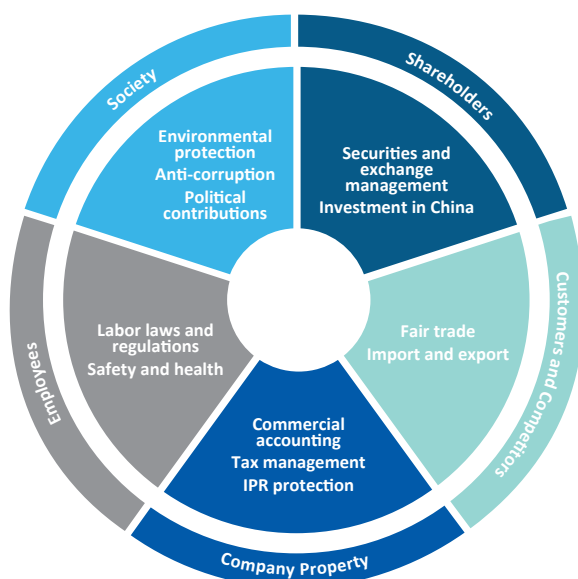 Society
Environmental
protection
Anti-corruption
Political
contributions
Shareholders
Securities and
exchange
management
Investment in China
Customers and Competitors
Fair trade
Import and export
Company Property
Commercial
accounting
Tax management
IPR protection
Employees
Labor laws and
regulations
Safety and health